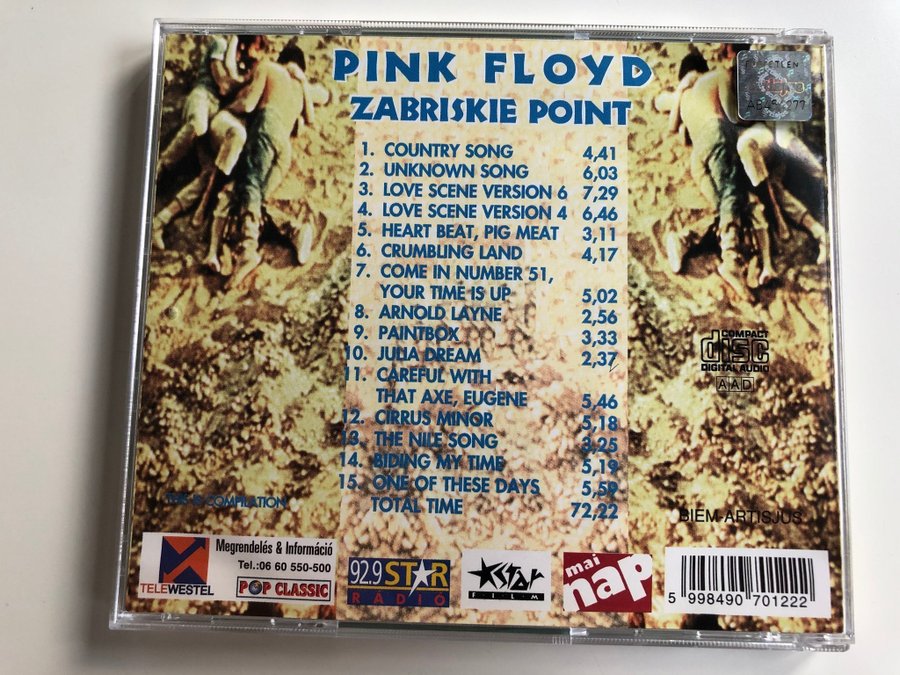 PINK FLOYD
ZABRISKIE POINT
1. COUNTRY SONG 4,41
2. UNKNOWN SONG 6,03
3. LOVE SCENE VERSION 6 7,29
4. LOVE SCENE VERSION 4 6,46
5. HEART BEAT, PIG MEAT 3,11
6. CRUMBLING LAND 4,17
7. COME IN NUMBER 51,
YOUR TIME IS UP 5,02
8. ARNOLD LAYNE 2,56
9. PAINTBOX 3,33
10. JULIA DREAM 2,37
11. CAREFUL WITH
THAT AXE, EUGENE 5,46
12. CIRRUS MINOR 5,18
13. THE NILE SONG 3,25
14. BIDING MY TIME 5,19
15. ONE OF THESE DAYS 5,59
TOTAL TIME 72,22
COMPACT
disc
DIGITAL AUDIO
AAD
COMPILATION
BIEM-ARTISJUS
TELEWESTEL
Megrendelés & Információ
Tel.:06 60 550-500
POP CLASSIC
92.9 STAR
RÁDIÓ
Star
FILM
mai
nap
5 998490 701222